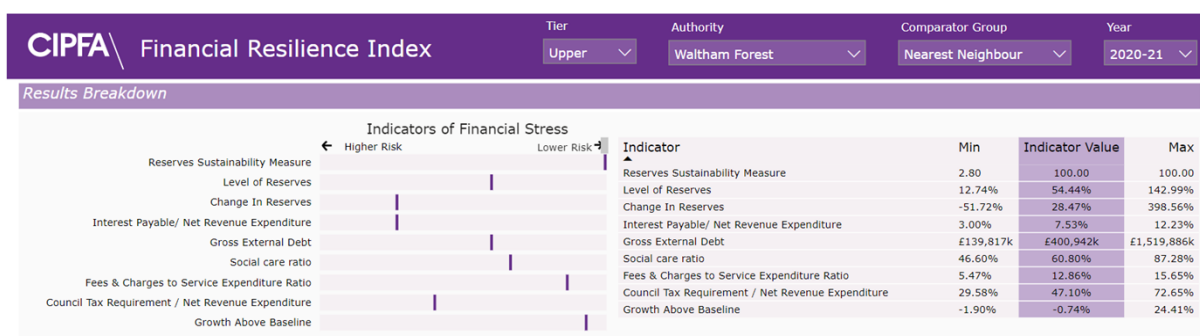 CIPFA Financial Resilience Index
Tier
Upper
Authority
Waltham Forest
Comparator Group
Nearest Neighbour
Year
2020-21
Results Breakdown
Indicators of Financial Stress
← Higher Risk Lower Risk →
Reserves Sustainability Measure
Level of Reserves
Change In Reserves
Interest Payable/ Net Revenue Expenditure
Gross External Debt
Social care ratio
Fees & Charges to Service Expenditure Ratio
Council Tax Requirement / Net Revenue Expenditure
Growth Above Baseline
Indicator Min Indicator Value Max
Reserves Sustainability Measure 2.80 100.00 100.00
Level of Reserves 12.74% 54.44% 142.99%
Change In Reserves -51.72% 28.47% 398.56%
Interest Payable/ Net Revenue Expenditure 3.00% 7.53% 12.23%
Gross External Debt £139,817k £400,942k £1,519,886k
Social care ratio 46.60% 60.80% 87.28%
Fees & Charges to Service Expenditure Ratio 5.47% 12.86% 15.65%
Council Tax Requirement / Net Revenue Expenditure 29.58% 47.10% 72.65%
Growth Above Baseline -1.90% -0.74% 24.41%